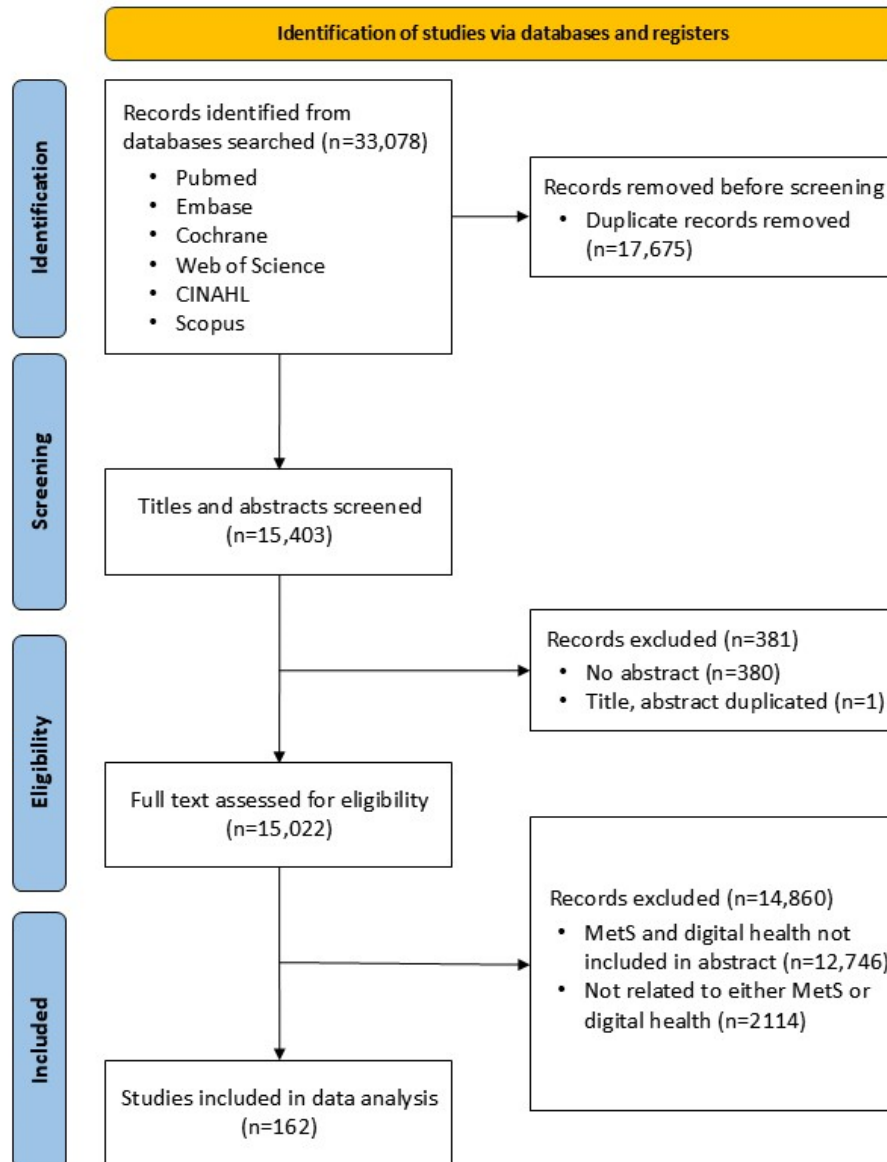 Identification of studies via databases and registers
Identification
Records identified from
databases searched (n=33,078)
• Pubmed
• Embase
• Cochrane
• Web of Science
• CINAHL
• Scopus
Records removed before screening
• Duplicate records removed
(n=17,675)
Screening
Titles and abstracts screened
(n=15,403)
Records excluded (n=381)
• No abstract (n=380)
• Title, abstract duplicated (n=1)
Eligibility
Full text assessed for eligibility
(n=15,022)
Records excluded (n=14,860)
• MetS and digital health not
included in abstract (n=12,746)
• Not related to either MetS or
digital health (n=2114)
Included
Studies included in data analysis
(n=162)